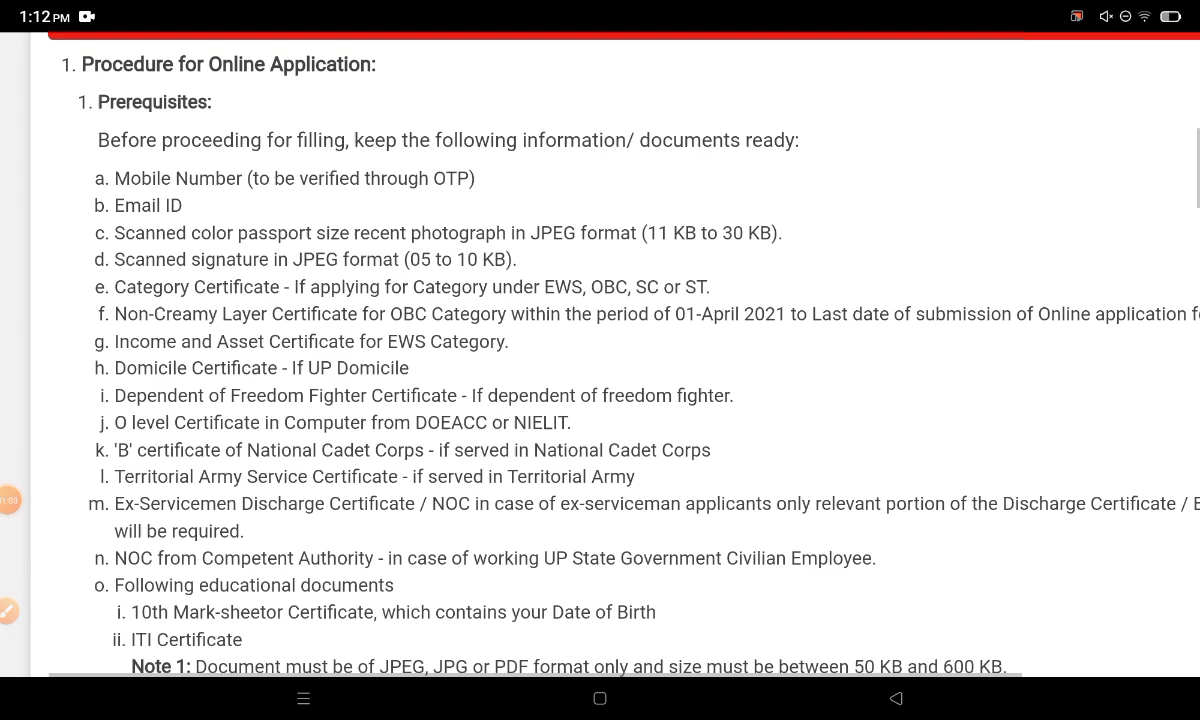 1:12 PM
1. Procedure for Online Application:
1. Prerequisites:
Before proceeding for filling, keep the following information/ documents ready:
a. Mobile Number (to be verified through OTP)
b. Email ID
c. Scanned color passport size recent photograph in JPEG format (11 KB to 30 KB).
d. Scanned signature in JPEG format (05 to 10 KB).
e. Category Certificate - If applying for Category under EWS, OBC, SC or ST.
f. Non-Creamy Layer Certificate for OBC Category within the period of 01-April 2021 to Last date of submission of Online application
g. Income and Asset Certificate for EWS Category.
h. Domicile Certificate - If UP Domicile
i. Dependent of Freedom Fighter Certificate - If dependent of freedom fighter.
j. O level Certificate in Computer from DOEACC or NIELIT.
k. 'B' certificate of National Cadet Corps - if served in National Cadet Corps
l. Territorial Army Service Certificate - if served in Territorial Army
m. Ex-Servicemen Discharge Certificate / NOC in case of ex-serviceman applicants only relevant portion of the Discharge Certificate /
will be required.
n. NOC from Competent Authority - in case of working UP State Government Civilian Employee.
o. Following educational documents
i. 10th Mark-sheetor Certificate, which contains your Date of Birth
ii. ITI Certificate
Note 1: Document must be of JPEG, JPG or PDF format only and size must be between 50 KB and 600 KB.